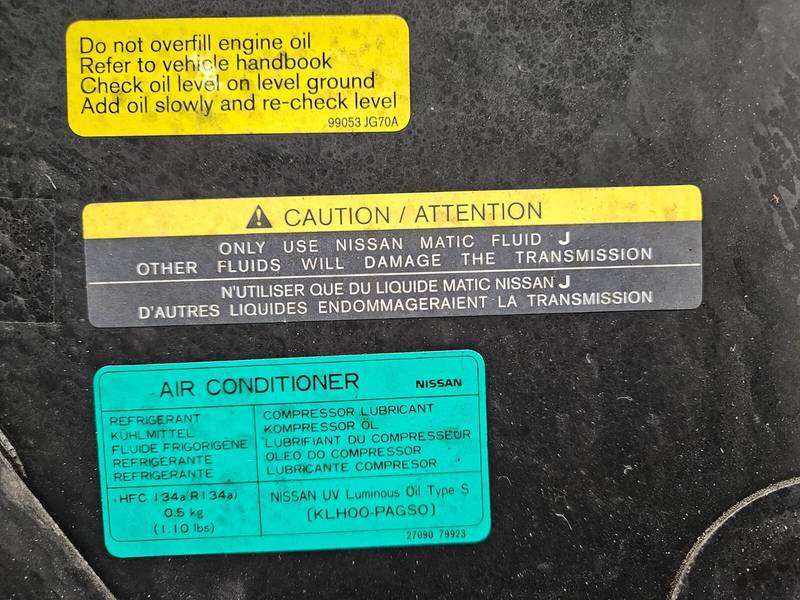 Do not overfill engine oil
Refer to vehicle handbook
Check oil level on level ground
Add oil slowly and re-check level
99053 JG70A
CAUTION / ATTENTION
ONLY USE NISSAN MATIC FLUID J
OTHER FLUIDS WILL DAMAGE THE TRANSMISSION
N'UTILISER QUE DU LIQUIDE MATIC NISSAN J
D'AUTRES LIQUIDES ENDOMMAGERAIENT LA TRANSMISSION
AIR CONDITIONER
NISSAN
REFRIGERANT
KÜHLMITTEL
FLUIDE FRIGORIGENE
REFRIGERANTE
REFRIGERANTE
COMPRESSOR LUBRICANT
KOMPRESSOR ÖL
LUBRIFIANT DU COMPRESSEUR
OLEO DO COMPRESSOR
LUBRICANTE COMPRESOR
HFC 134a(R134a)
0.5 kg
(1.10 lbs)
NISSAN UV Luminous Oil Type S
(KLH00-PAGS0)
27090 79923